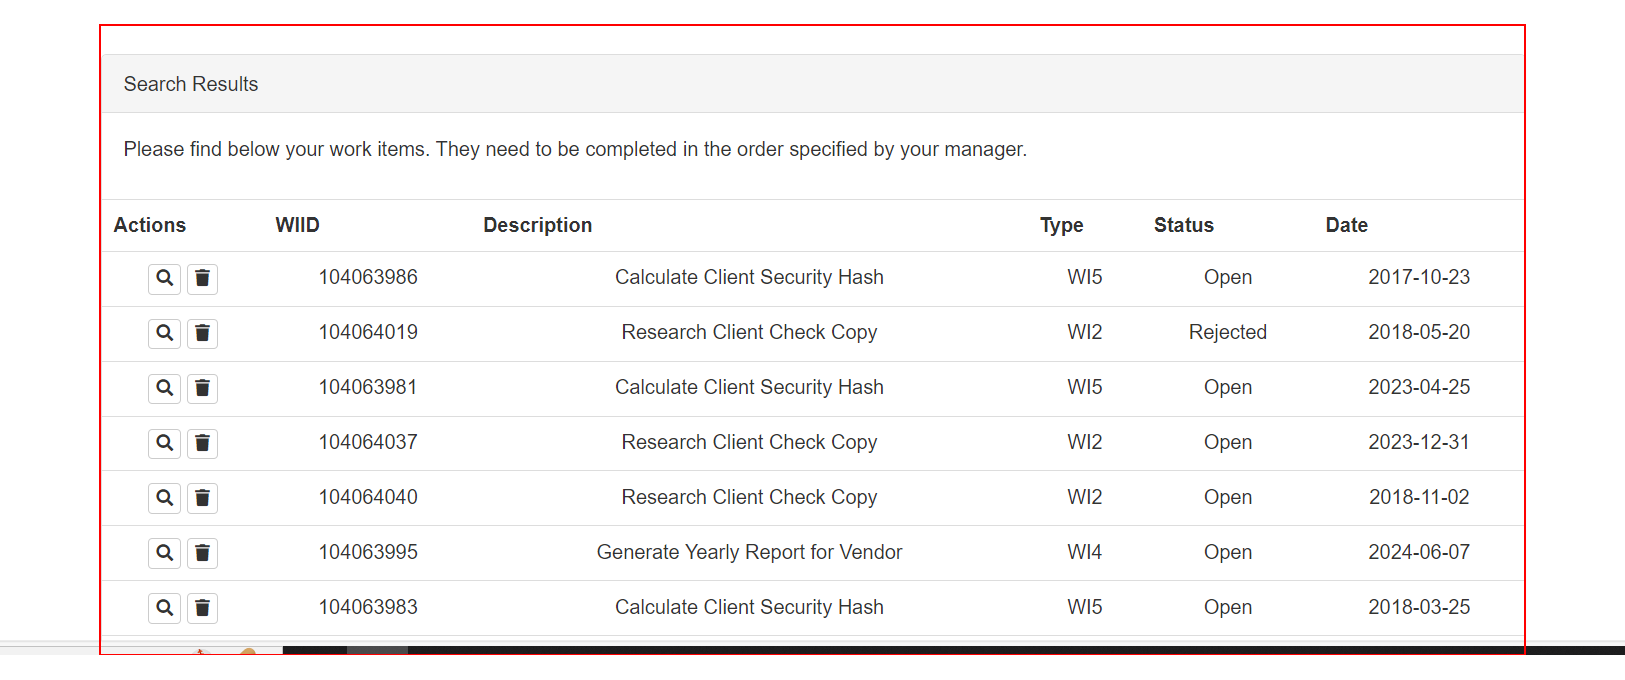 Search Results
Please find below your work items. They need to be completed in the order specified by your manager.
Actions WIID Description Type Status Date
104063986 Calculate Client Security Hash WI5 Open 2017-10-23
104064019 Research Client Check Copy WI2 Rejected 2018-05-20
104063981 Calculate Client Security Hash WI5 Open 2023-04-25
104064037 Research Client Check Copy WI2 Open 2023-12-31
104064040 Research Client Check Copy WI2 Open 2018-11-02
104063995 Generate Yearly Report for Vendor WI4 Open 2024-06-07
104063983 Calculate Client Security Hash WI5 Open 2018-03-25